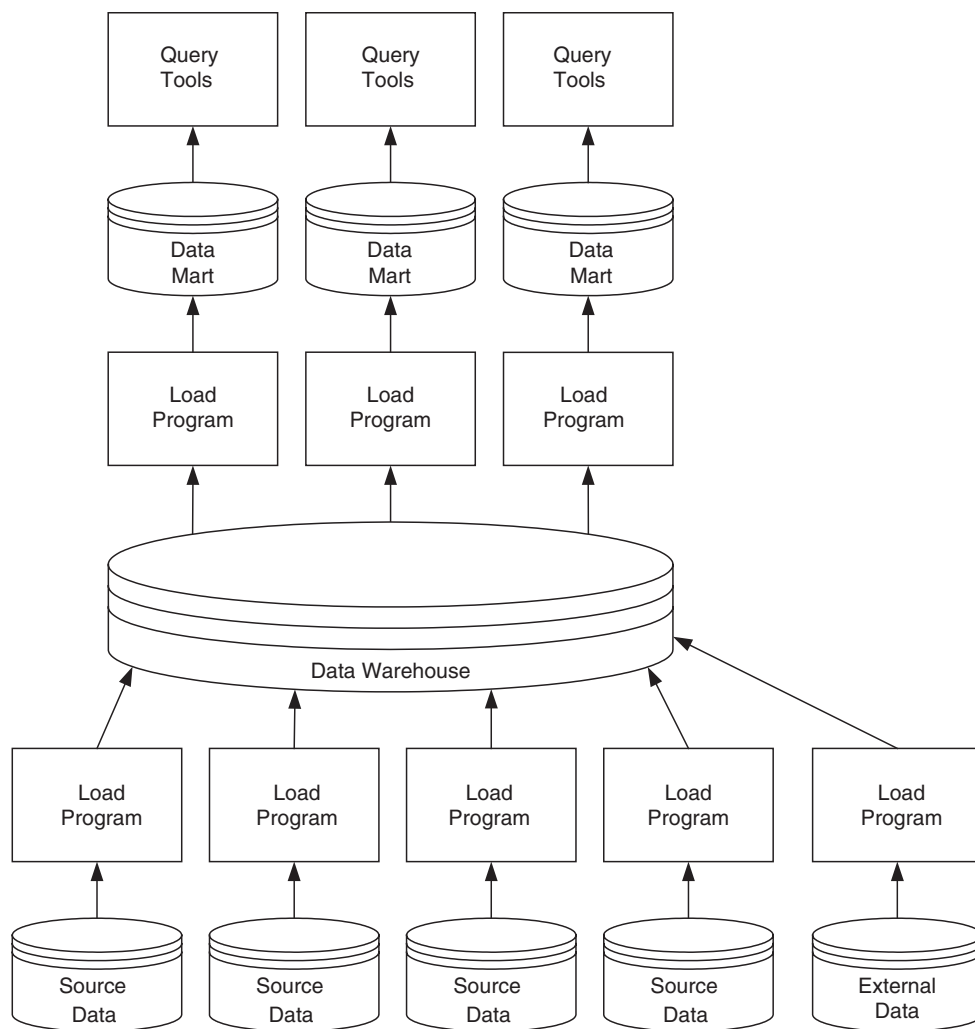 Query
Tools
Query
Tools
Query
Tools
Data
Mart
Data
Mart
Data
Mart
Load
Program
Load
Program
Load
Program
Data Warehouse
Load
Program
Load
Program
Load
Program
Load
Program
Load
Program
Source
Data
Source
Data
Source
Data
Source
Data
External
Data